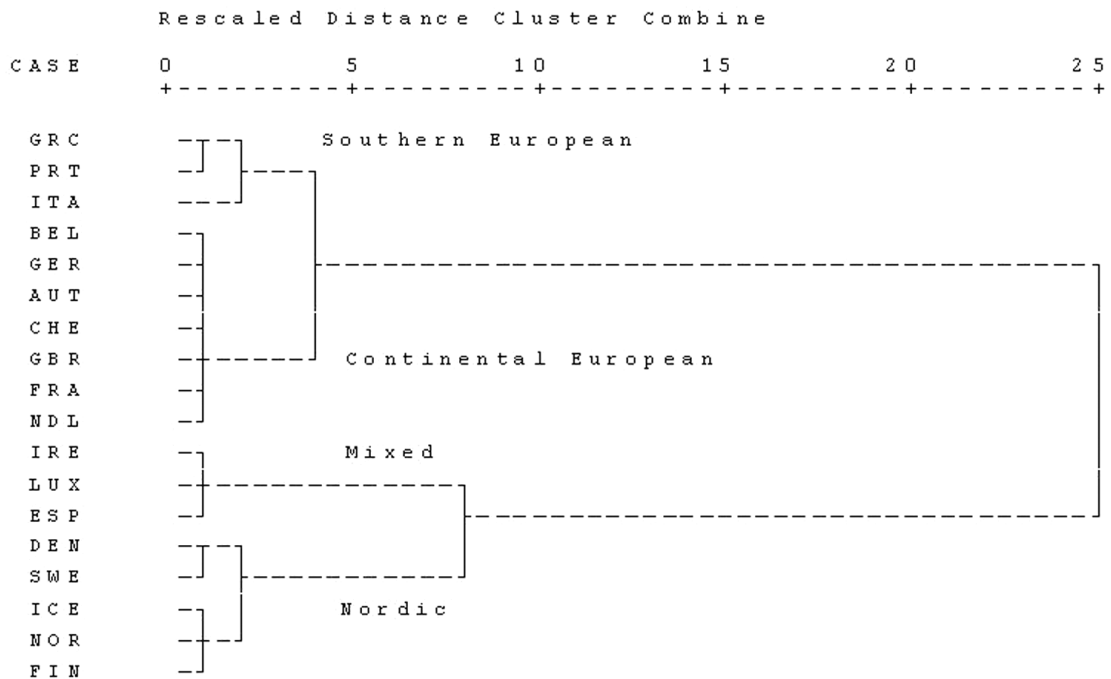 Rescaled Distance Cluster Combine
CASE 0 5 10 15 20 25
GRC Southern European
PRT
ITA
BEL
GER
AUT
CHE
GBR Continental European
FRA
NDL
IRE Mixed
LUX
ESP
DEN
SWE
ICE Nordic
NOR
FIN